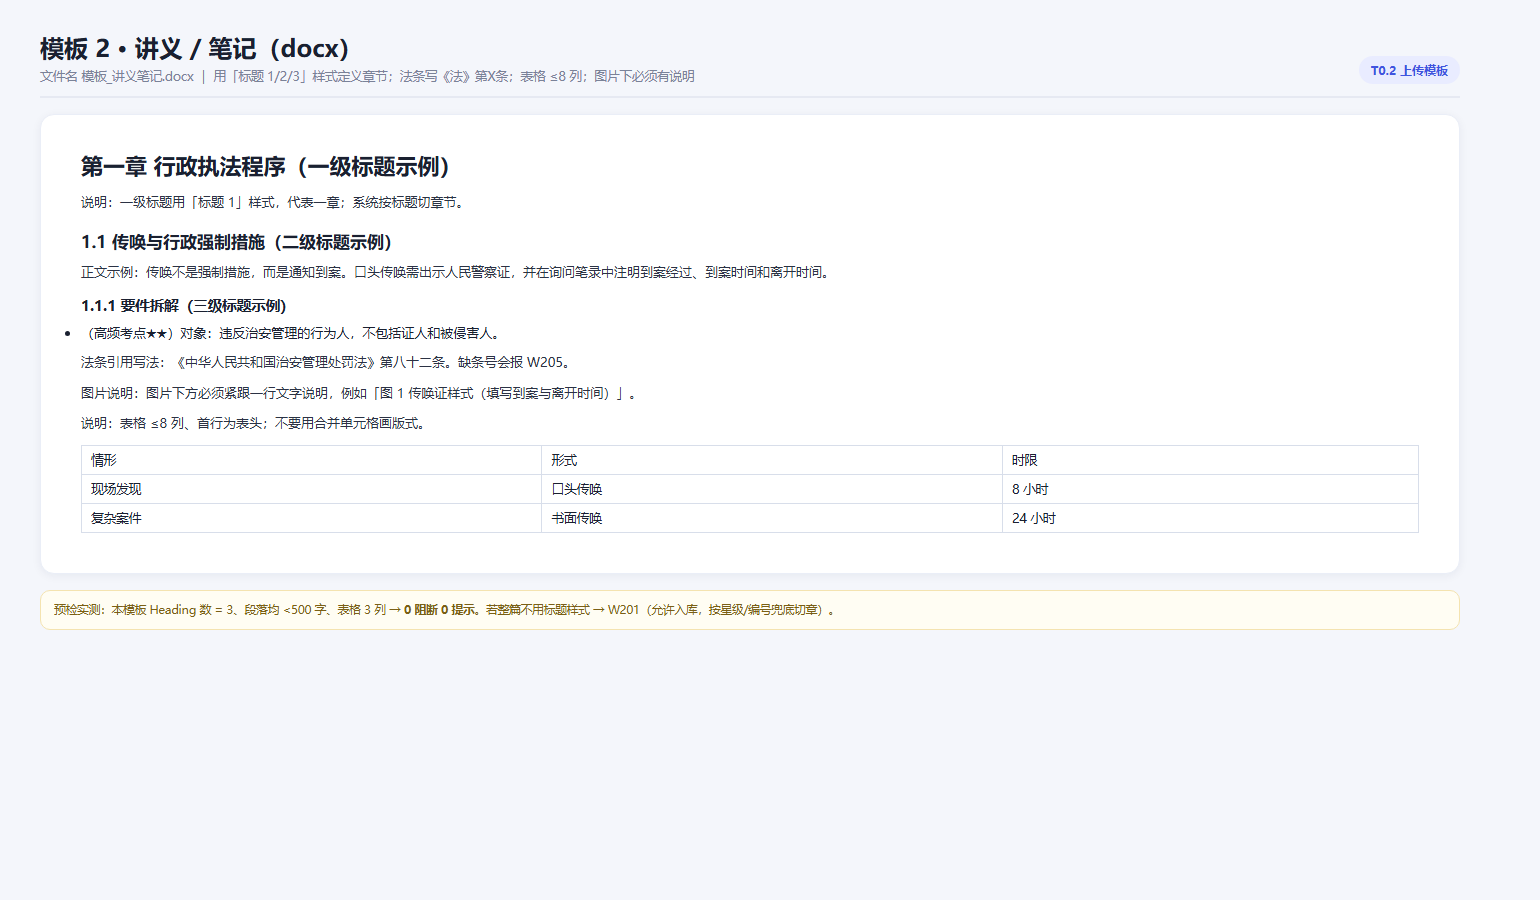 模板 2 · 讲义 / 笔记（docx）
文件名 模板_讲义笔记.docx ｜ 用「标题 1/2/3」样式定义章节；法条写《法》第X条；表格 ≤8 列；图片下必须有说明
T0.2 上传模板
第一章 行政执法程序（一级标题示例）
说明：一级标题用「标题 1」样式，代表一章；系统按标题切章节。
1.1 传唤与行政强制措施（二级标题示例）
正文示例：传唤不是强制措施，而是通知到案。口头传唤需出示人民警察证，并在询问笔录中注明到案经过、到案时间和离开时间。
1.1.1 要件拆解（三级标题示例）
• （高频考点★★）对象：违反治安管理的行为人，不包括证人和被侵害人。
法条引用写法：《中华人民共和国治安管理处罚法》第八十二条。缺条号会报 W205。
图片说明：图片下方必须紧跟一行文字说明，例如「图 1 传唤证样式（填写到案与离开时间）」。
说明：表格 ≤8 列、首行为表头；不要用合并单元格画版式。
情形 形式 时限
现场发现 口头传唤 8 小时
复杂案件 书面传唤 24 小时
预检实测：本模板 Heading 数 = 3、段落均 <500 字、表格 3 列 → 0 阻断 0 提示。若整篇不用标题样式 → W201（允许入库，按星级/编号兜底切章）。